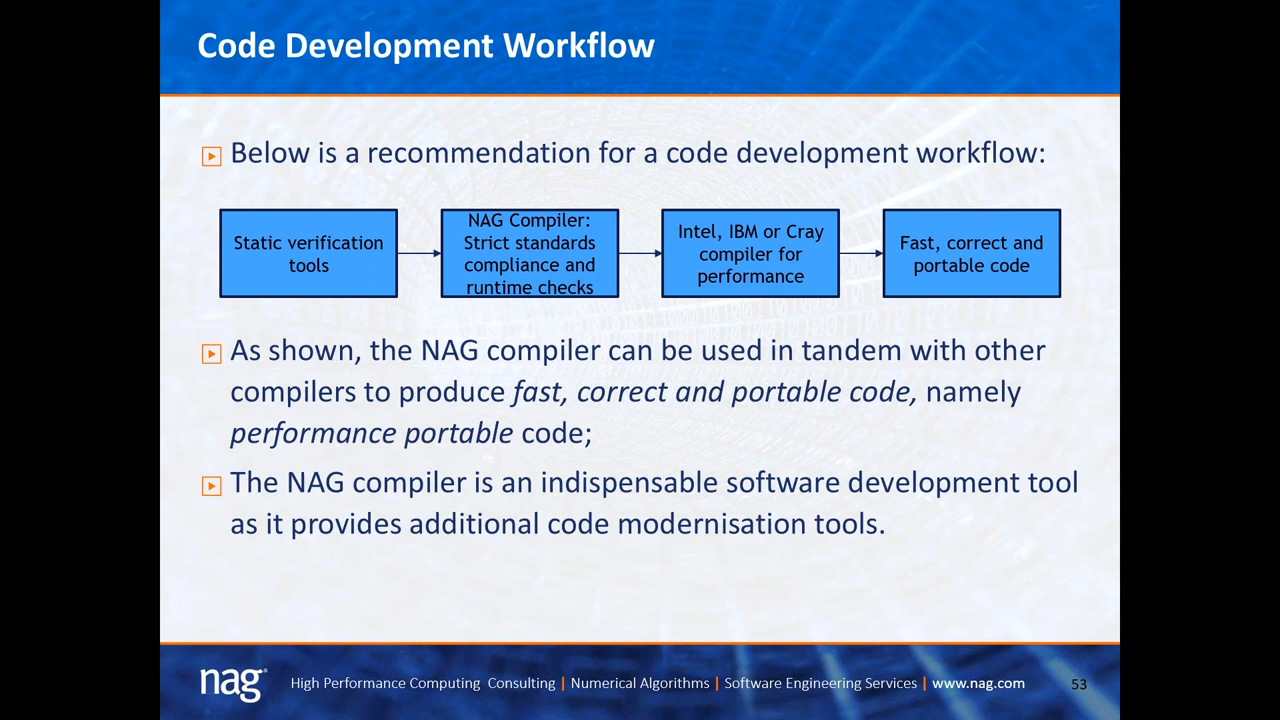 Code Development Workflow
Below is a recommendation for a code development workflow:
Static verification
tools
NAG Compiler:
Strict standards
compliance and
runtime checks
Intel, IBM or Cray
compiler for
performance
Fast, correct and
portable code
As shown, the NAG compiler can be used in tandem with other
compilers to produce fast, correct and portable code, namely
performance portable code;
The NAG compiler is an indispensable software development tool
as it provides additional code modernisation tools.
nag®
High Performance Computing Consulting | Numerical Algorithms | Software Engineering Services | www.nag.com
53